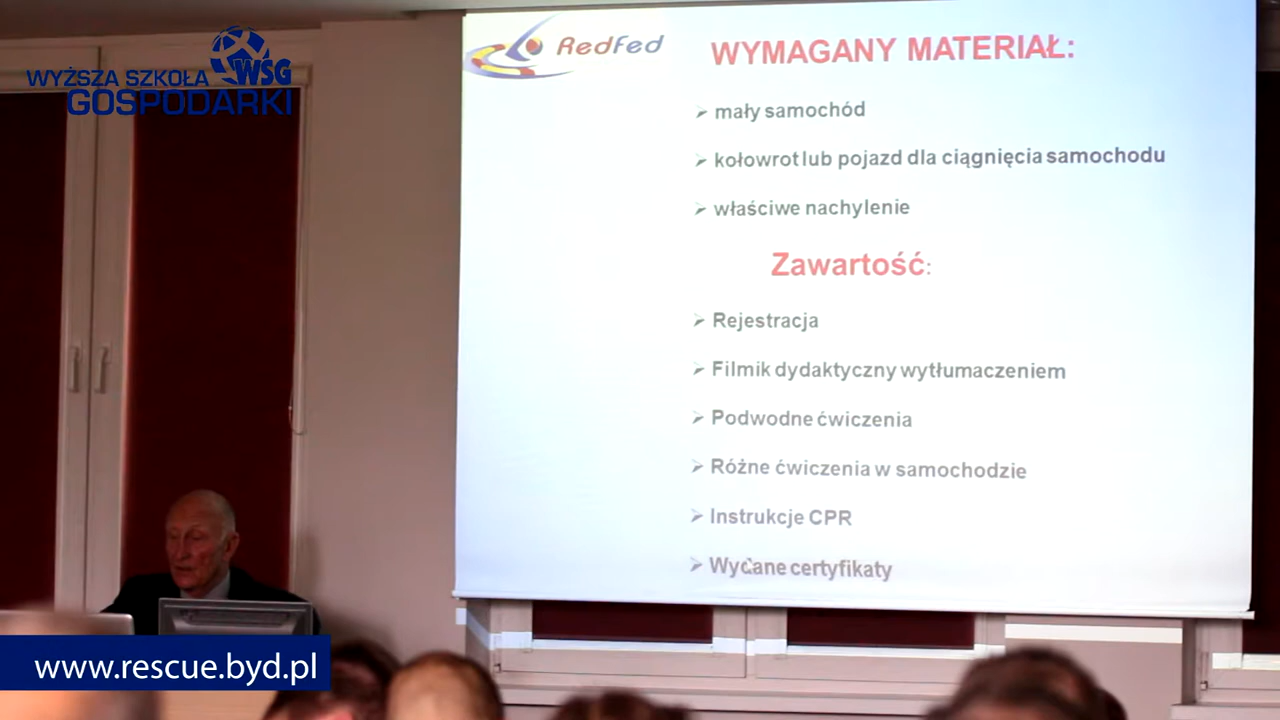 WYŻSZA SZKOŁA
GOSPODARKI
WSG
RedFed
WYMAGANY MATERIAŁ:
➢ mały samochód
➢ kołowrot lub pojazd dla ciągnięcia samochodu
➢ właściwe nachylenie
Zawartość:
➢ Rejestracja
➢ Filmik dydaktyczny wytłumaczeniem
➢ Podwodne ćwiczenia
➢ Różne ćwiczenia w samochodzie
➢ Instrukcje CPR
➢ Wydane certyfikaty
www.rescue.byd.pl